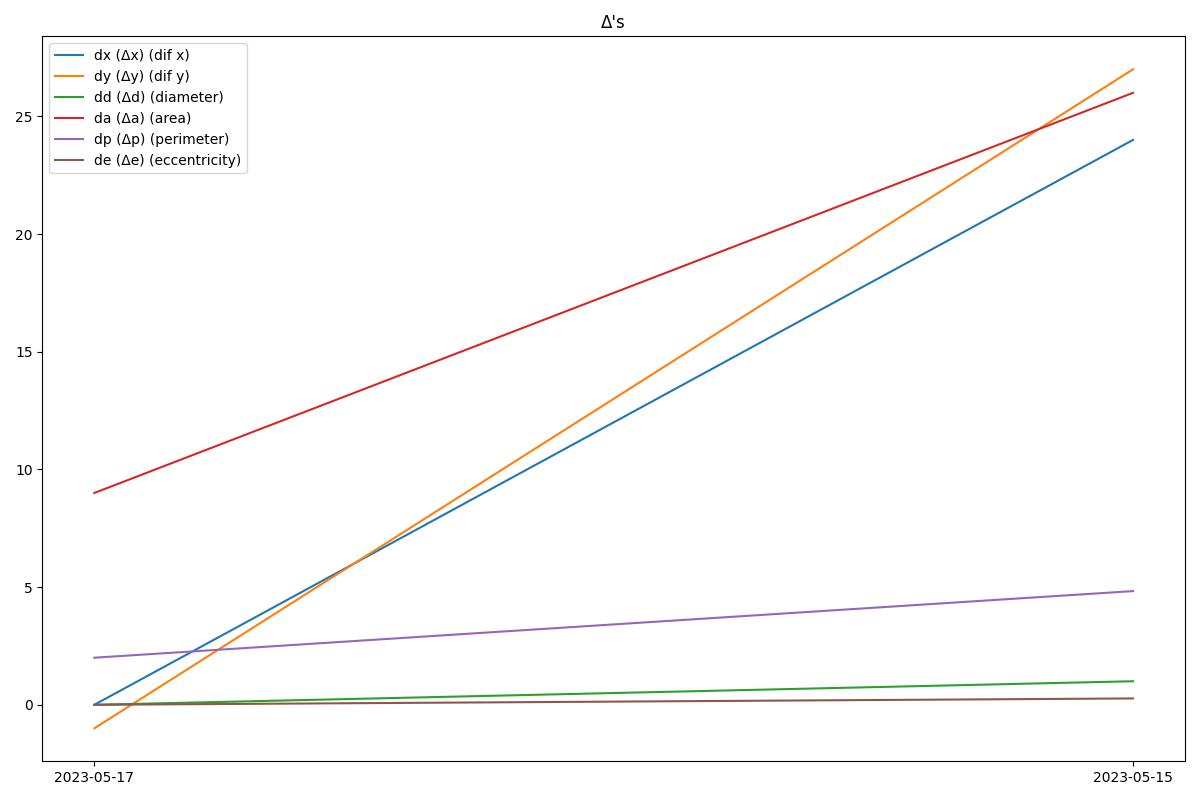 Δ's
dx (Δx) (dif x)
dy (Δy) (dif y)
dd (Δd) (diameter)
da (Δa) (area)
dp (Δp) (perimeter)
de (Δe) (eccentricity)
25
20
15
10
5
0
2023-05-17
2023-05-15